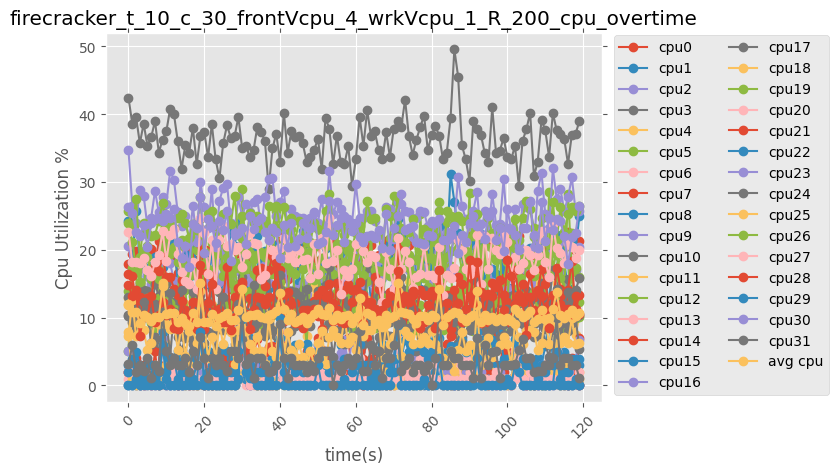 firecracker_t_10_c_30_frontVcpu_4_wrkVcpu_1_R_200_cpu_overtime
Cpu Utilization %
50
40
30
20
10
0
0
20
40
60
80
100
120
time(s)
cpu0
cpu1
cpu2
cpu3
cpu4
cpu5
cpu6
cpu7
cpu8
cpu9
cpu10
cpu11
cpu12
cpu13
cpu14
cpu15
cpu16
cpu17
cpu18
cpu19
cpu20
cpu21
cpu22
cpu23
cpu24
cpu25
cpu26
cpu27
cpu28
cpu29
cpu30
cpu31
avg cpu